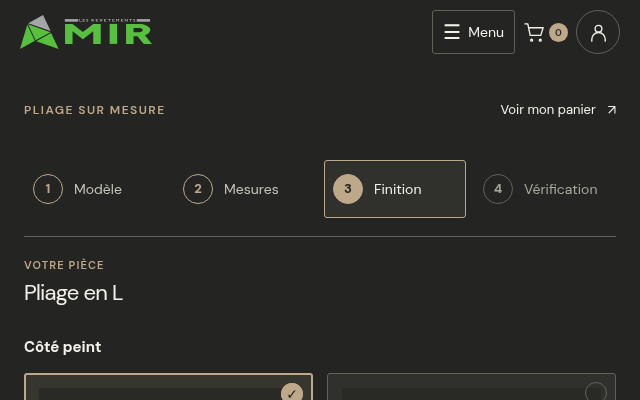 LES REVÊTEMENTS
MIR
Menu
0
PLIAGE SUR MESURE
Voir mon panier
1 Modèle
2 Mesures
3 Finition
4 Vérification
VOTRE PIÈCE
Pliage en L
Côté peint